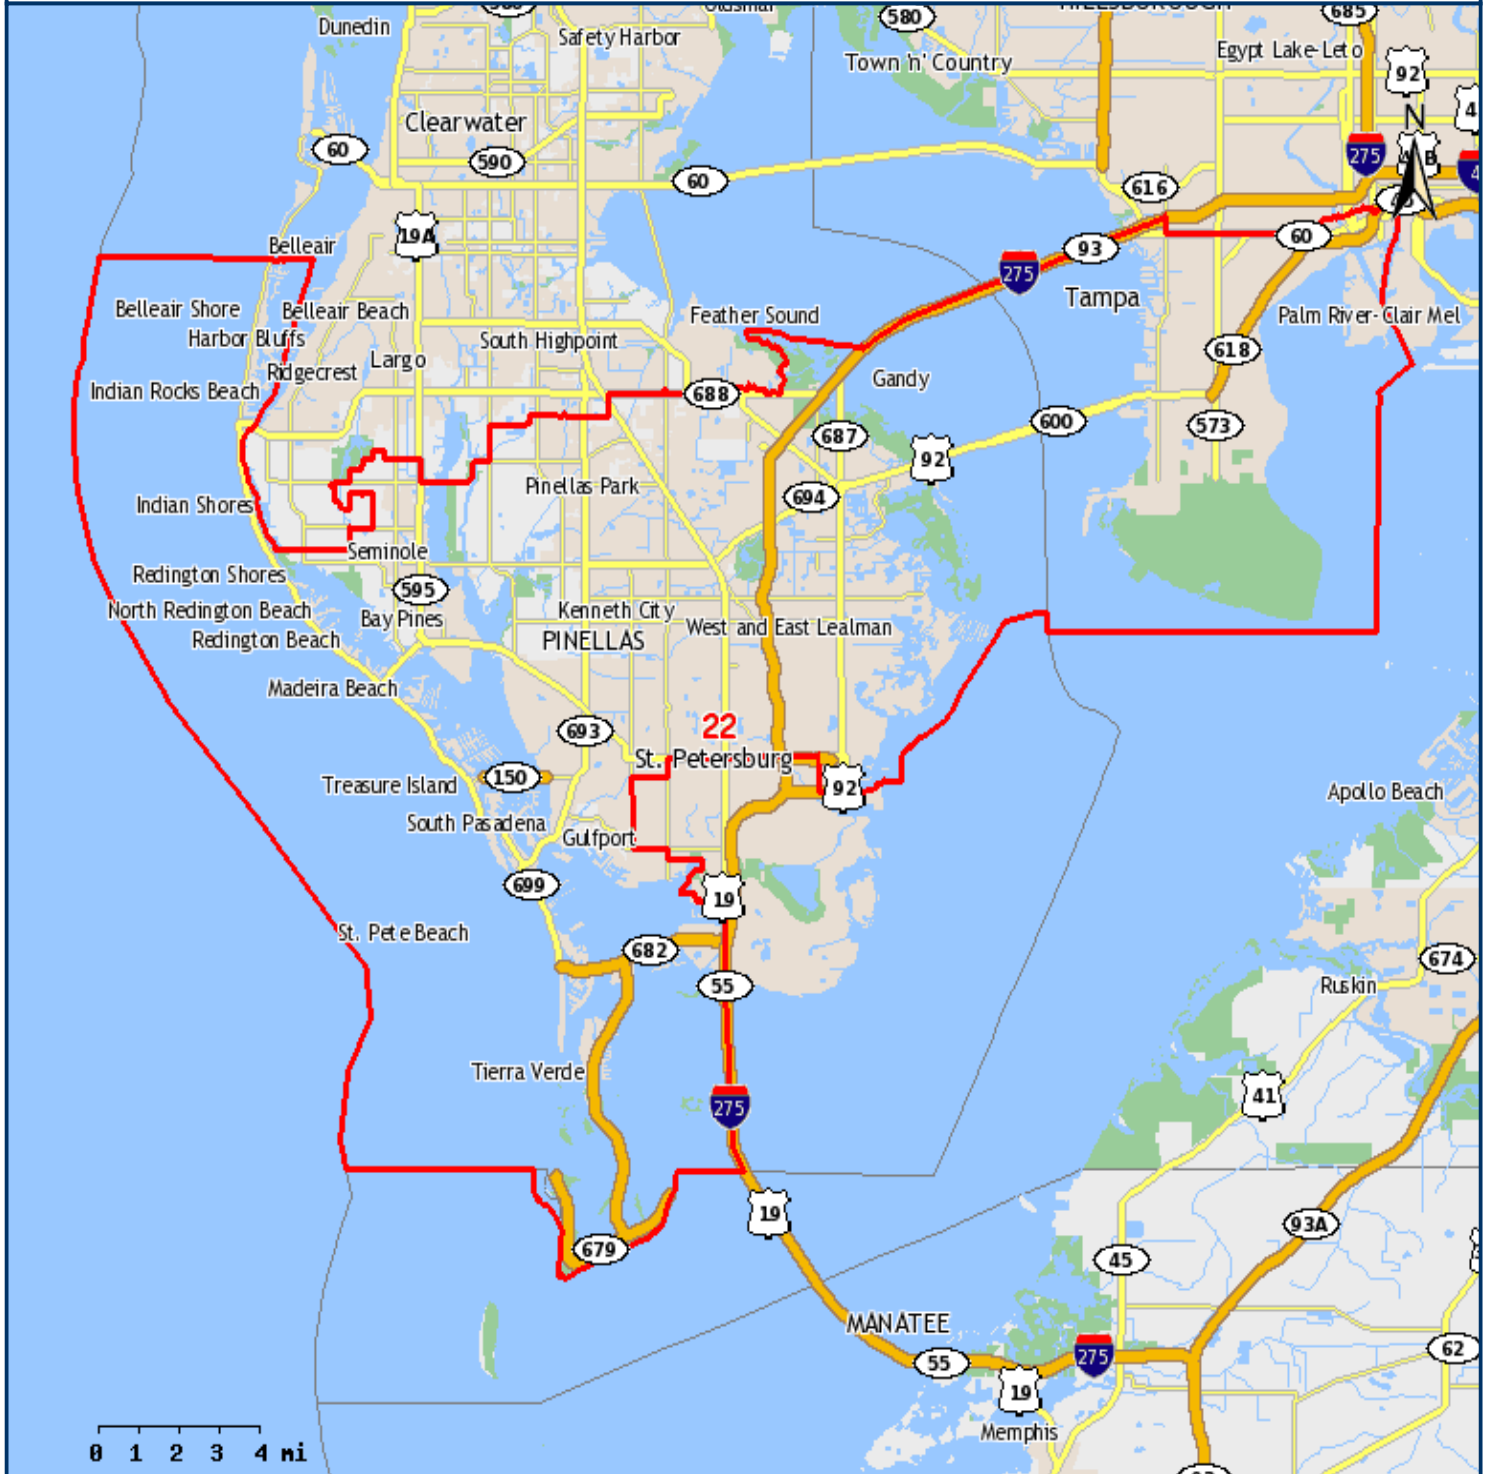 Dunedin
Safety Harbor
580
685
Egypt Lake-Leto
Town 'n' Country
92
N
Clearwater
60
590
275
60
616
19A
60
93
Belleair
275
Tampa
Belleair Shore
Belleair Beach
Feather Sound
Palm River-Clair Mel
Harbor Bluffs
South Highpoint
618
Largo
Ridgecrest
Gandy
Indian Rocks Beach
688
600
573
687
92
Pinellas Park
694
Indian Shores
Seminole
Redington Shores
595
North Redington Beach
Bay Pines
Kenneth City
Redington Beach
PINELLAS
West and East Lealman
Madeira Beach
22
693
St. Petersburg
Treasure Island
150
92
Apollo Beach
South Pasadena
Gulfport
699
19
St. Pete Beach
682
674
55
Ruskin
Tierra Verde
41
275
19
93A
679
45
MANATEE
62
55
275
19
Memphis
0 1 2 3 4 mi